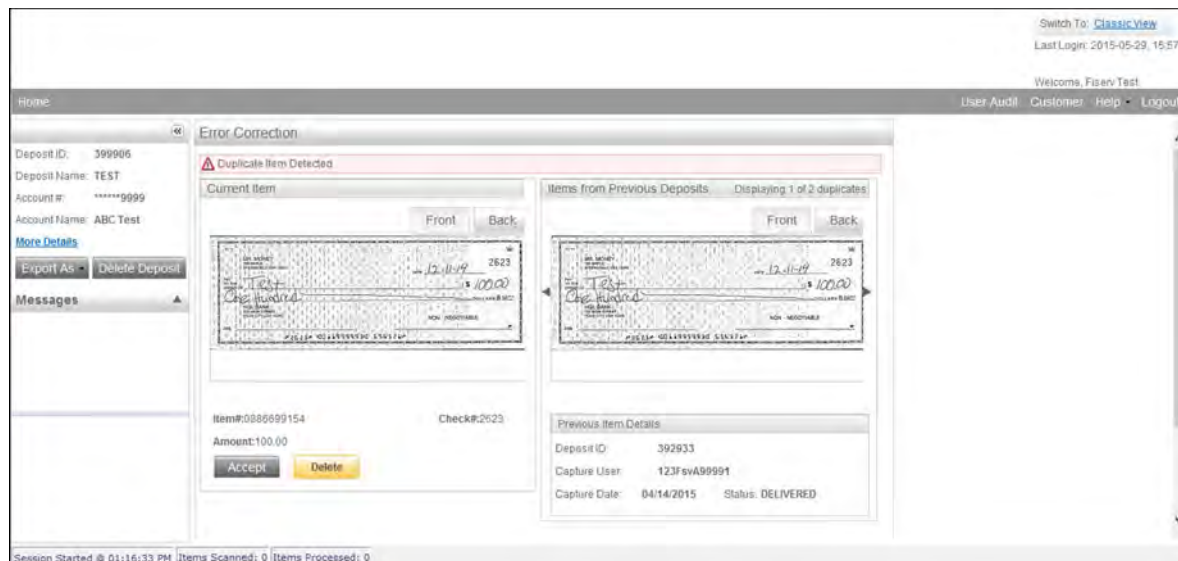 Switch To: Classic View
Last Login: 2015-05-29, 15:57
Welcome, Fiserv Test
Home
User Audit Customer Help Logout
Error Correction
Deposit ID: 399906
Deposit Name: TEST
Account #: ******9999
Account Name: ABC Test
More Details
Export As Delete Deposit
Messages
Duplicate Item Detected
Current Item
Front Back
2623
12-11-14
Test
$ 100.00
One Hundred
NON - NEGOTIABLE
Item#:0886699154 Check#:2623
Amount:100.00
Accept Delete
Items from Previous Deposits Displaying 1 of 2 duplicates
Front Back
2623
12-11-14
Test
$ 100.00
One Hundred
NON - NEGOTIABLE
Previous Item Details
Deposit ID: 392933
Capture User: 123FsvA99991
Capture Date: 04/14/2015 Status: DELIVERED
Session Started @ 01:16:33 PM Items Scanned: 0 Items Processed: 0